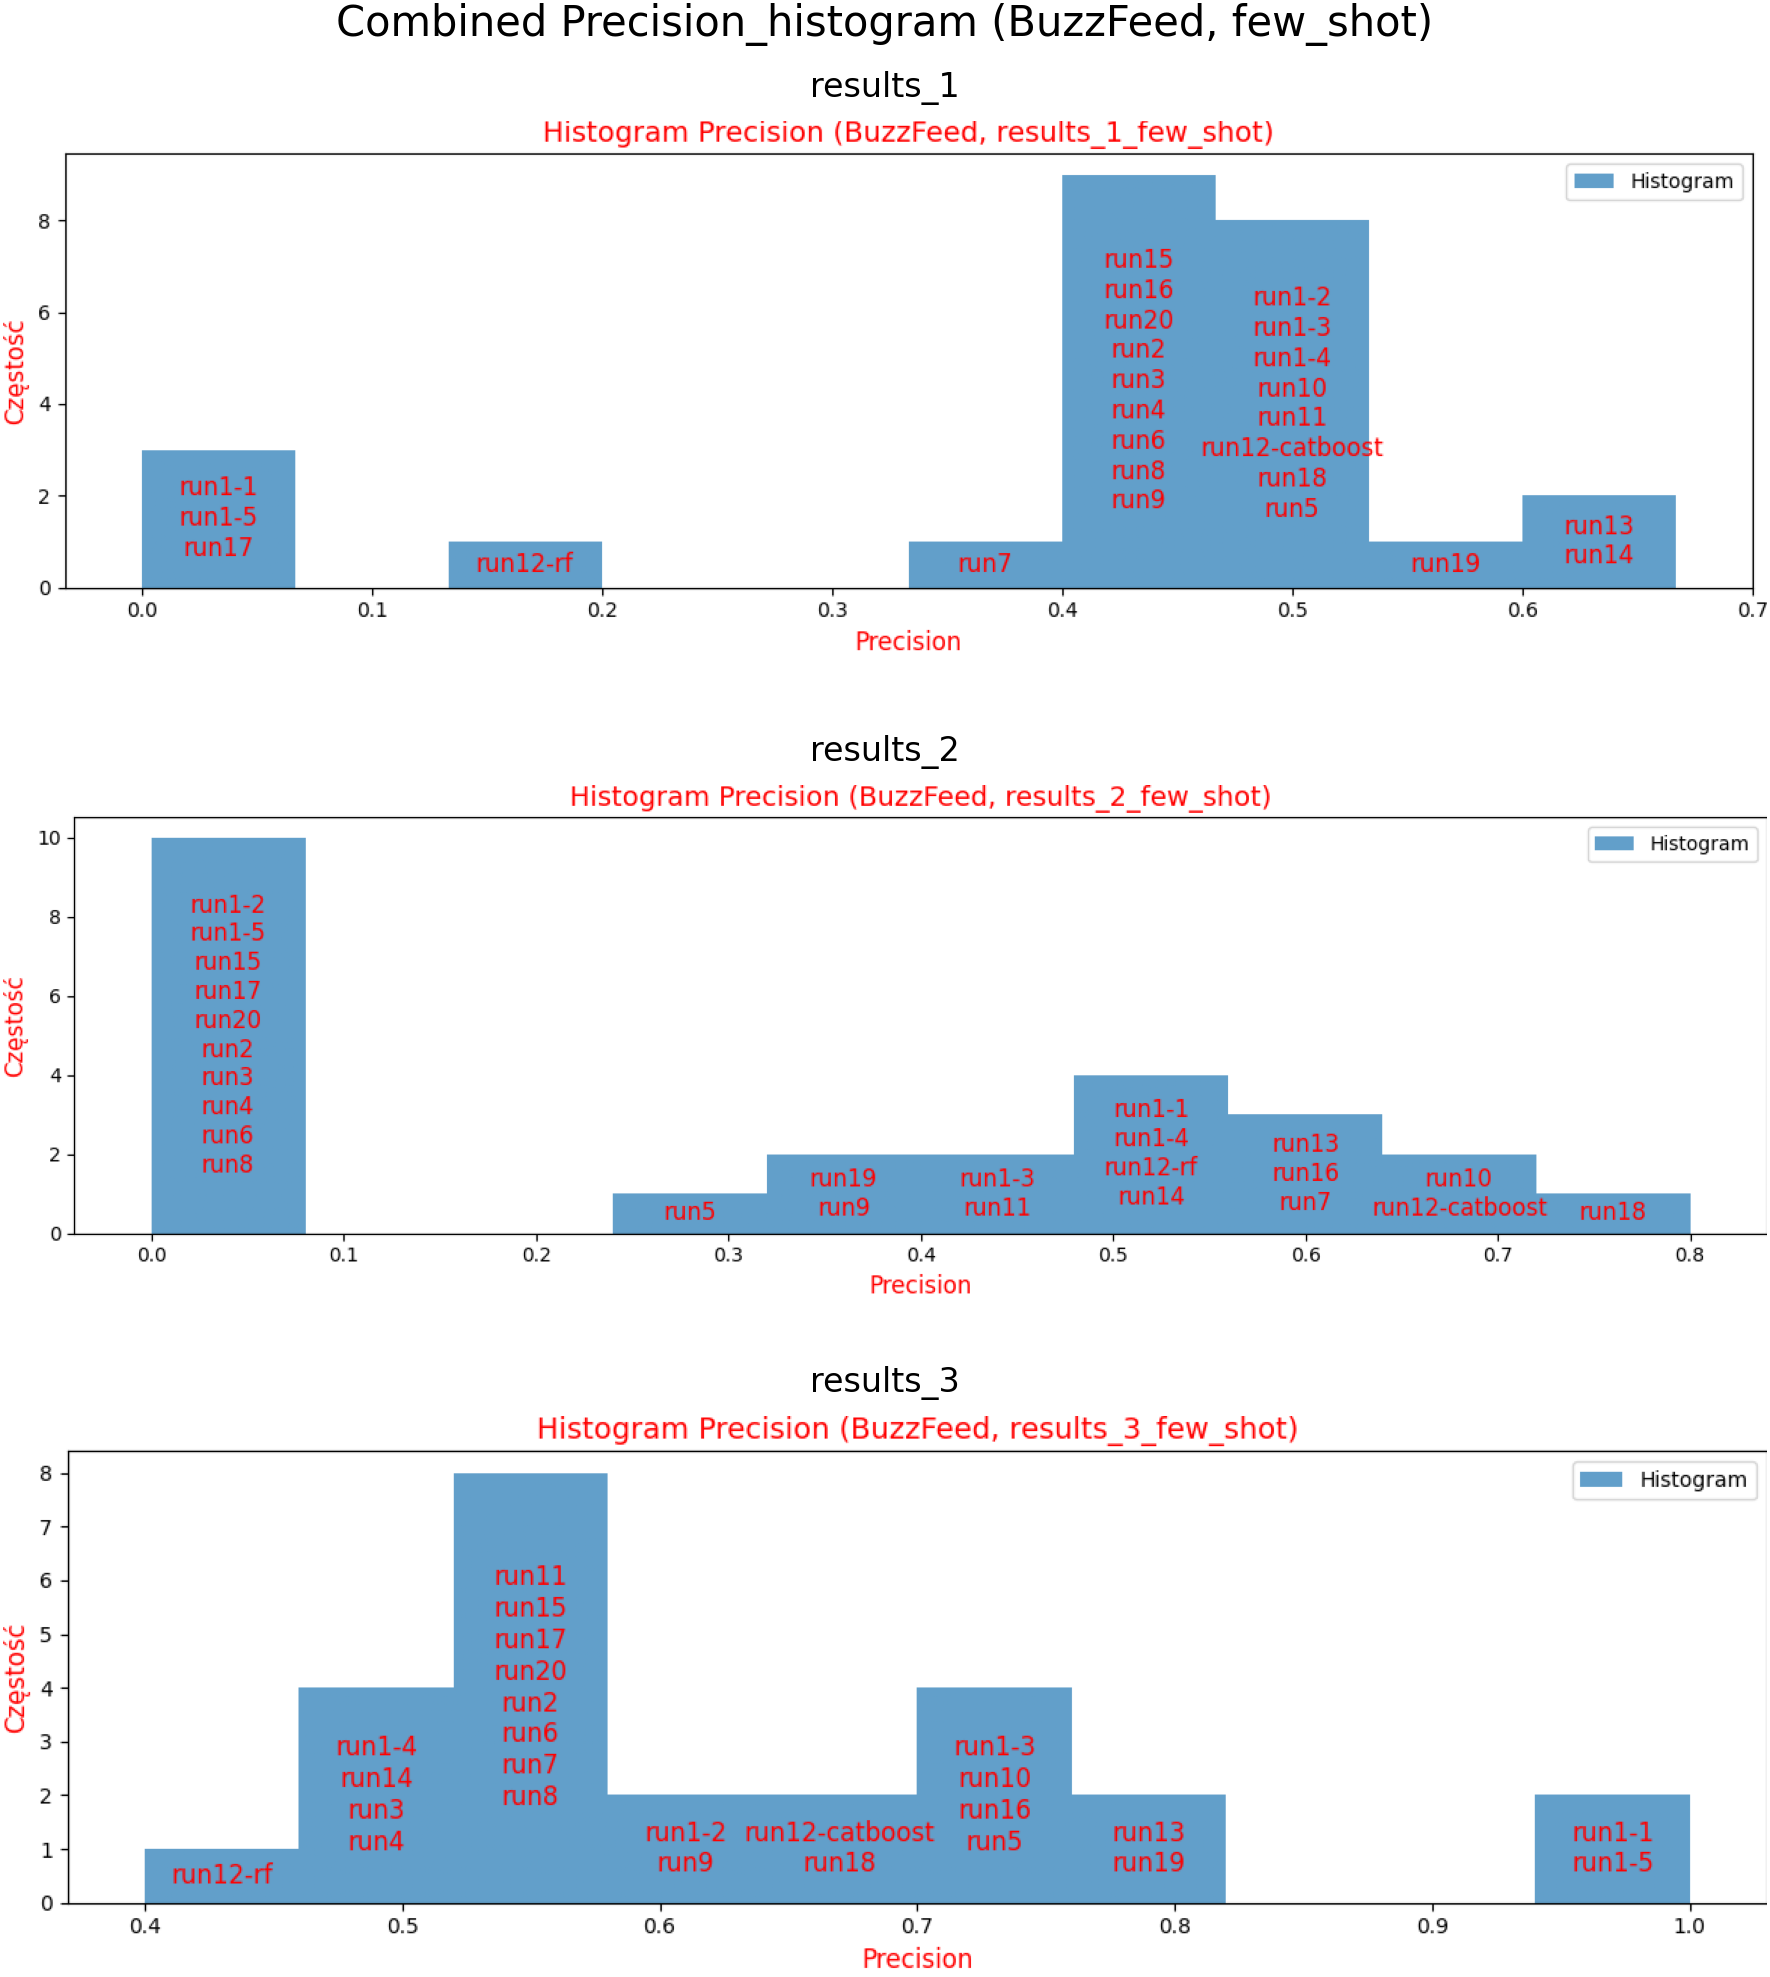 Combined Precision_histogram (BuzzFeed, few_shot)
results_1
Histogram Precision (BuzzFeed, results_1_few_shot)
Histogram
Częstość
8
6
4
2
0
run1-1
run1-5
run17
run12-rf
run7
run15
run16
run20
run2
run3
run4
run6
run8
run9
run1-2
run1-3
run1-4
run10
run11
run12-catboost
run18
run5
run19
run13
run14
0.0 0.1 0.2 0.3 0.4 0.5 0.6 0.7
Precision
results_2
Histogram Precision (BuzzFeed, results_2_few_shot)
Histogram
Częstość
10
8
6
4
2
0
run1-2
run1-5
run15
run17
run20
run2
run3
run4
run6
run8
run5
run19
run9
run1-3
run11
run1-1
run1-4
run12-rf
run14
run13
run16
run7
run10
run12-catboost
run18
0.0 0.1 0.2 0.3 0.4 0.5 0.6 0.7 0.8
Precision
results_3
Histogram Precision (BuzzFeed, results_3_few_shot)
Histogram
Częstość
8
7
6
5
4
3
2
1
0
run12-rf
run1-4
run14
run3
run4
run11
run15
run17
run20
run2
run6
run7
run8
run1-2
run9
run12-catboost
run18
run1-3
run10
run16
run5
run13
run19
run1-1
run1-5
0.4 0.5 0.6 0.7 0.8 0.9 1.0
Precision